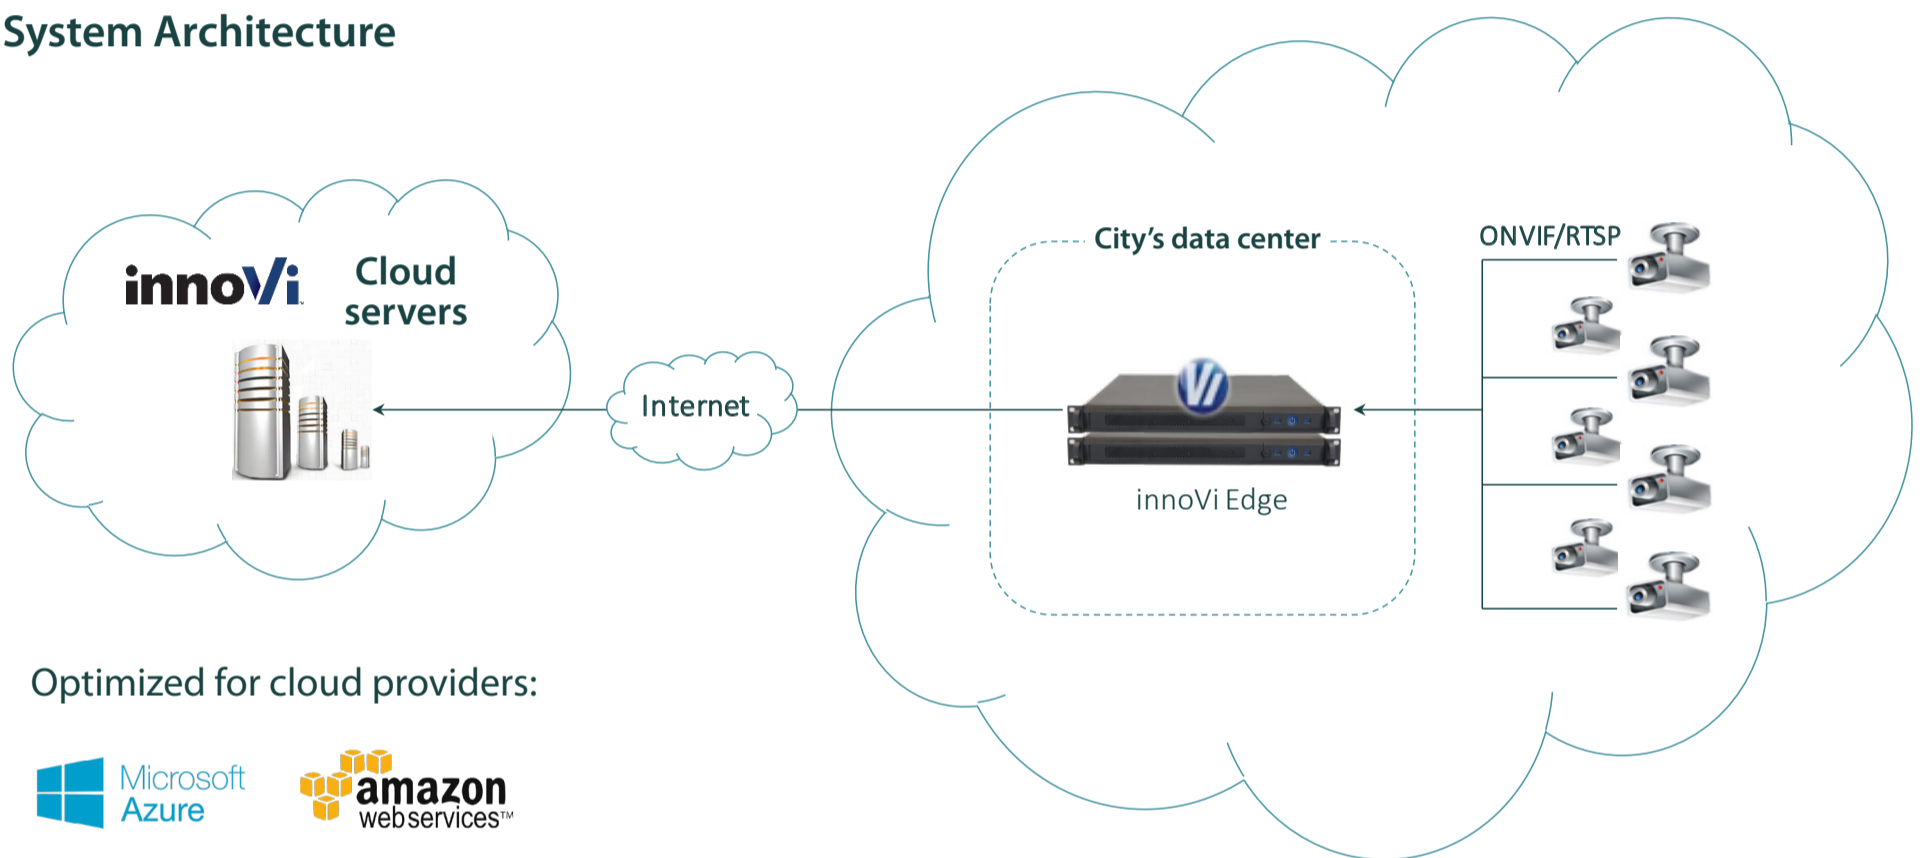 System Architecture
innoVi
Cloud
servers
Internet
City's data center
VI
innoVi Edge
ONVIF/RTSP
Optimized for cloud providers:
Microsoft
Azure
amazon
webservices™